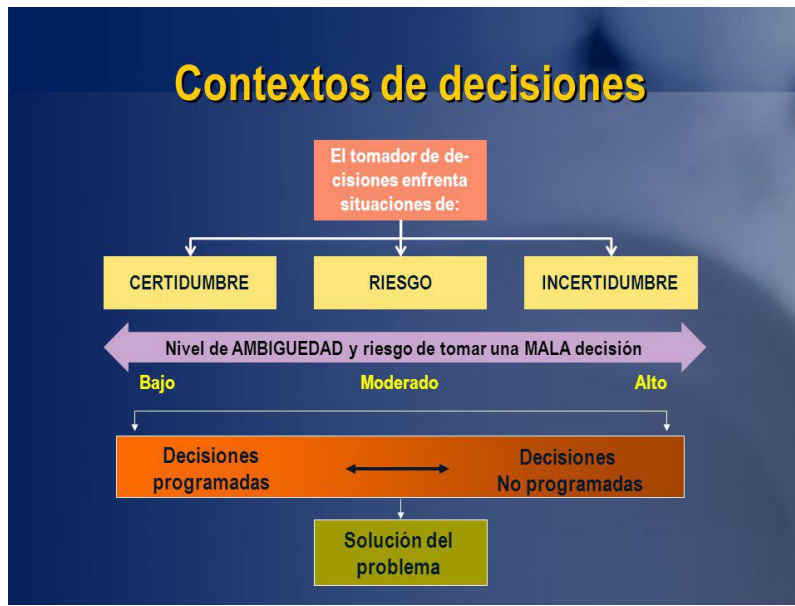 Contextos de decisiones
El tomador de de-
cisiones enfrenta
situaciones de:
CERTIDUMBRE
RIESGO
INCERTIDUMBRE
Nivel de AMBIGUEDAD y riesgo de tomar una MALA decisión
Bajo
Moderado
Alto
Decisiones
programadas
Decisiones
No programadas
Solución del
problema